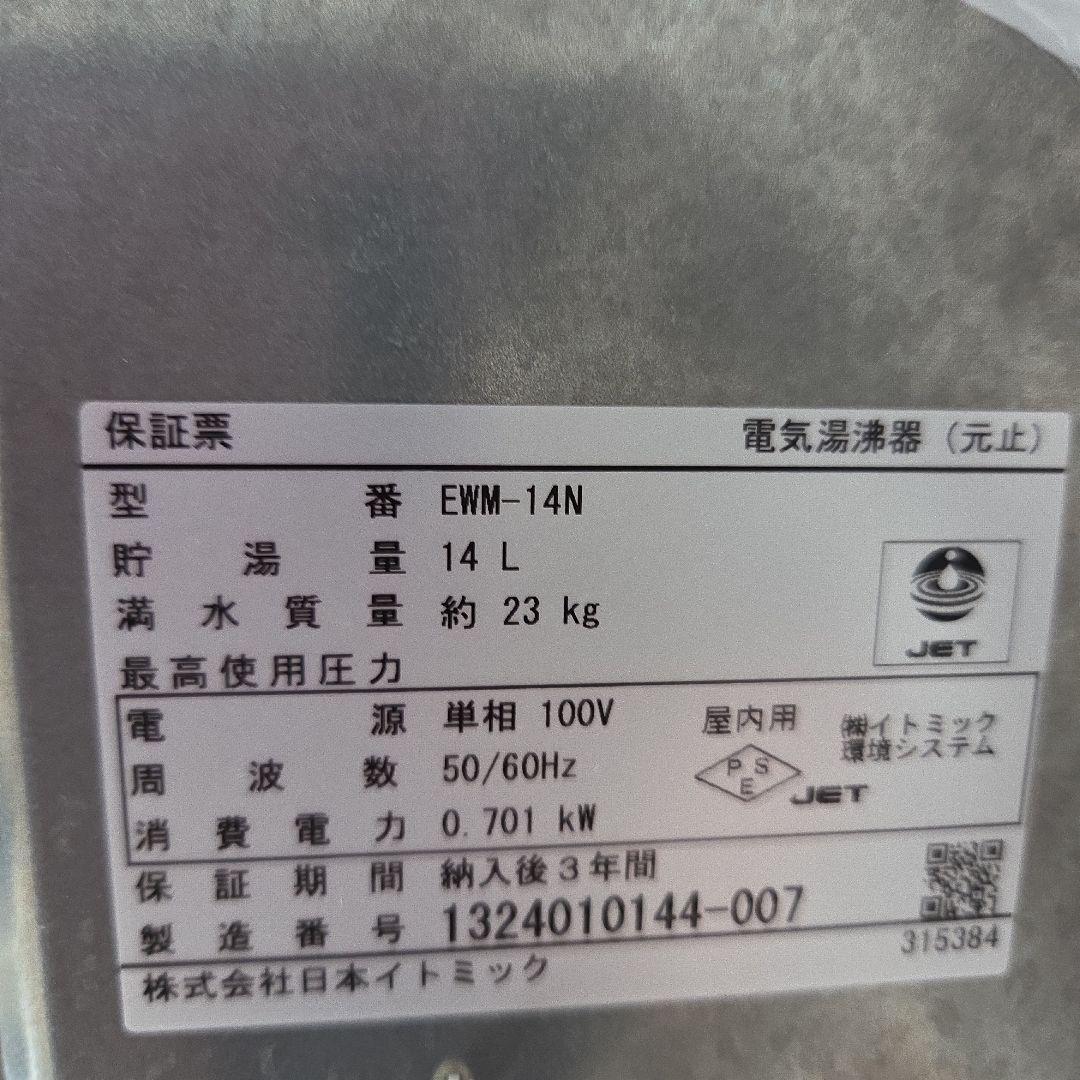 保証票 電気湯沸器（元止）
型番 EWM-14N
貯湯量 14 L
満水質量 約 23 kg
JET
最高使用圧力
電源 単相 100V 屋内用 ㈱イトミック
環境システム
周波数 50/60Hz PSE JET
消費電力 0.701 kW
保証期間 納入後３年間
製造番号 1324010144-007
315384
株式会社日本イトミック